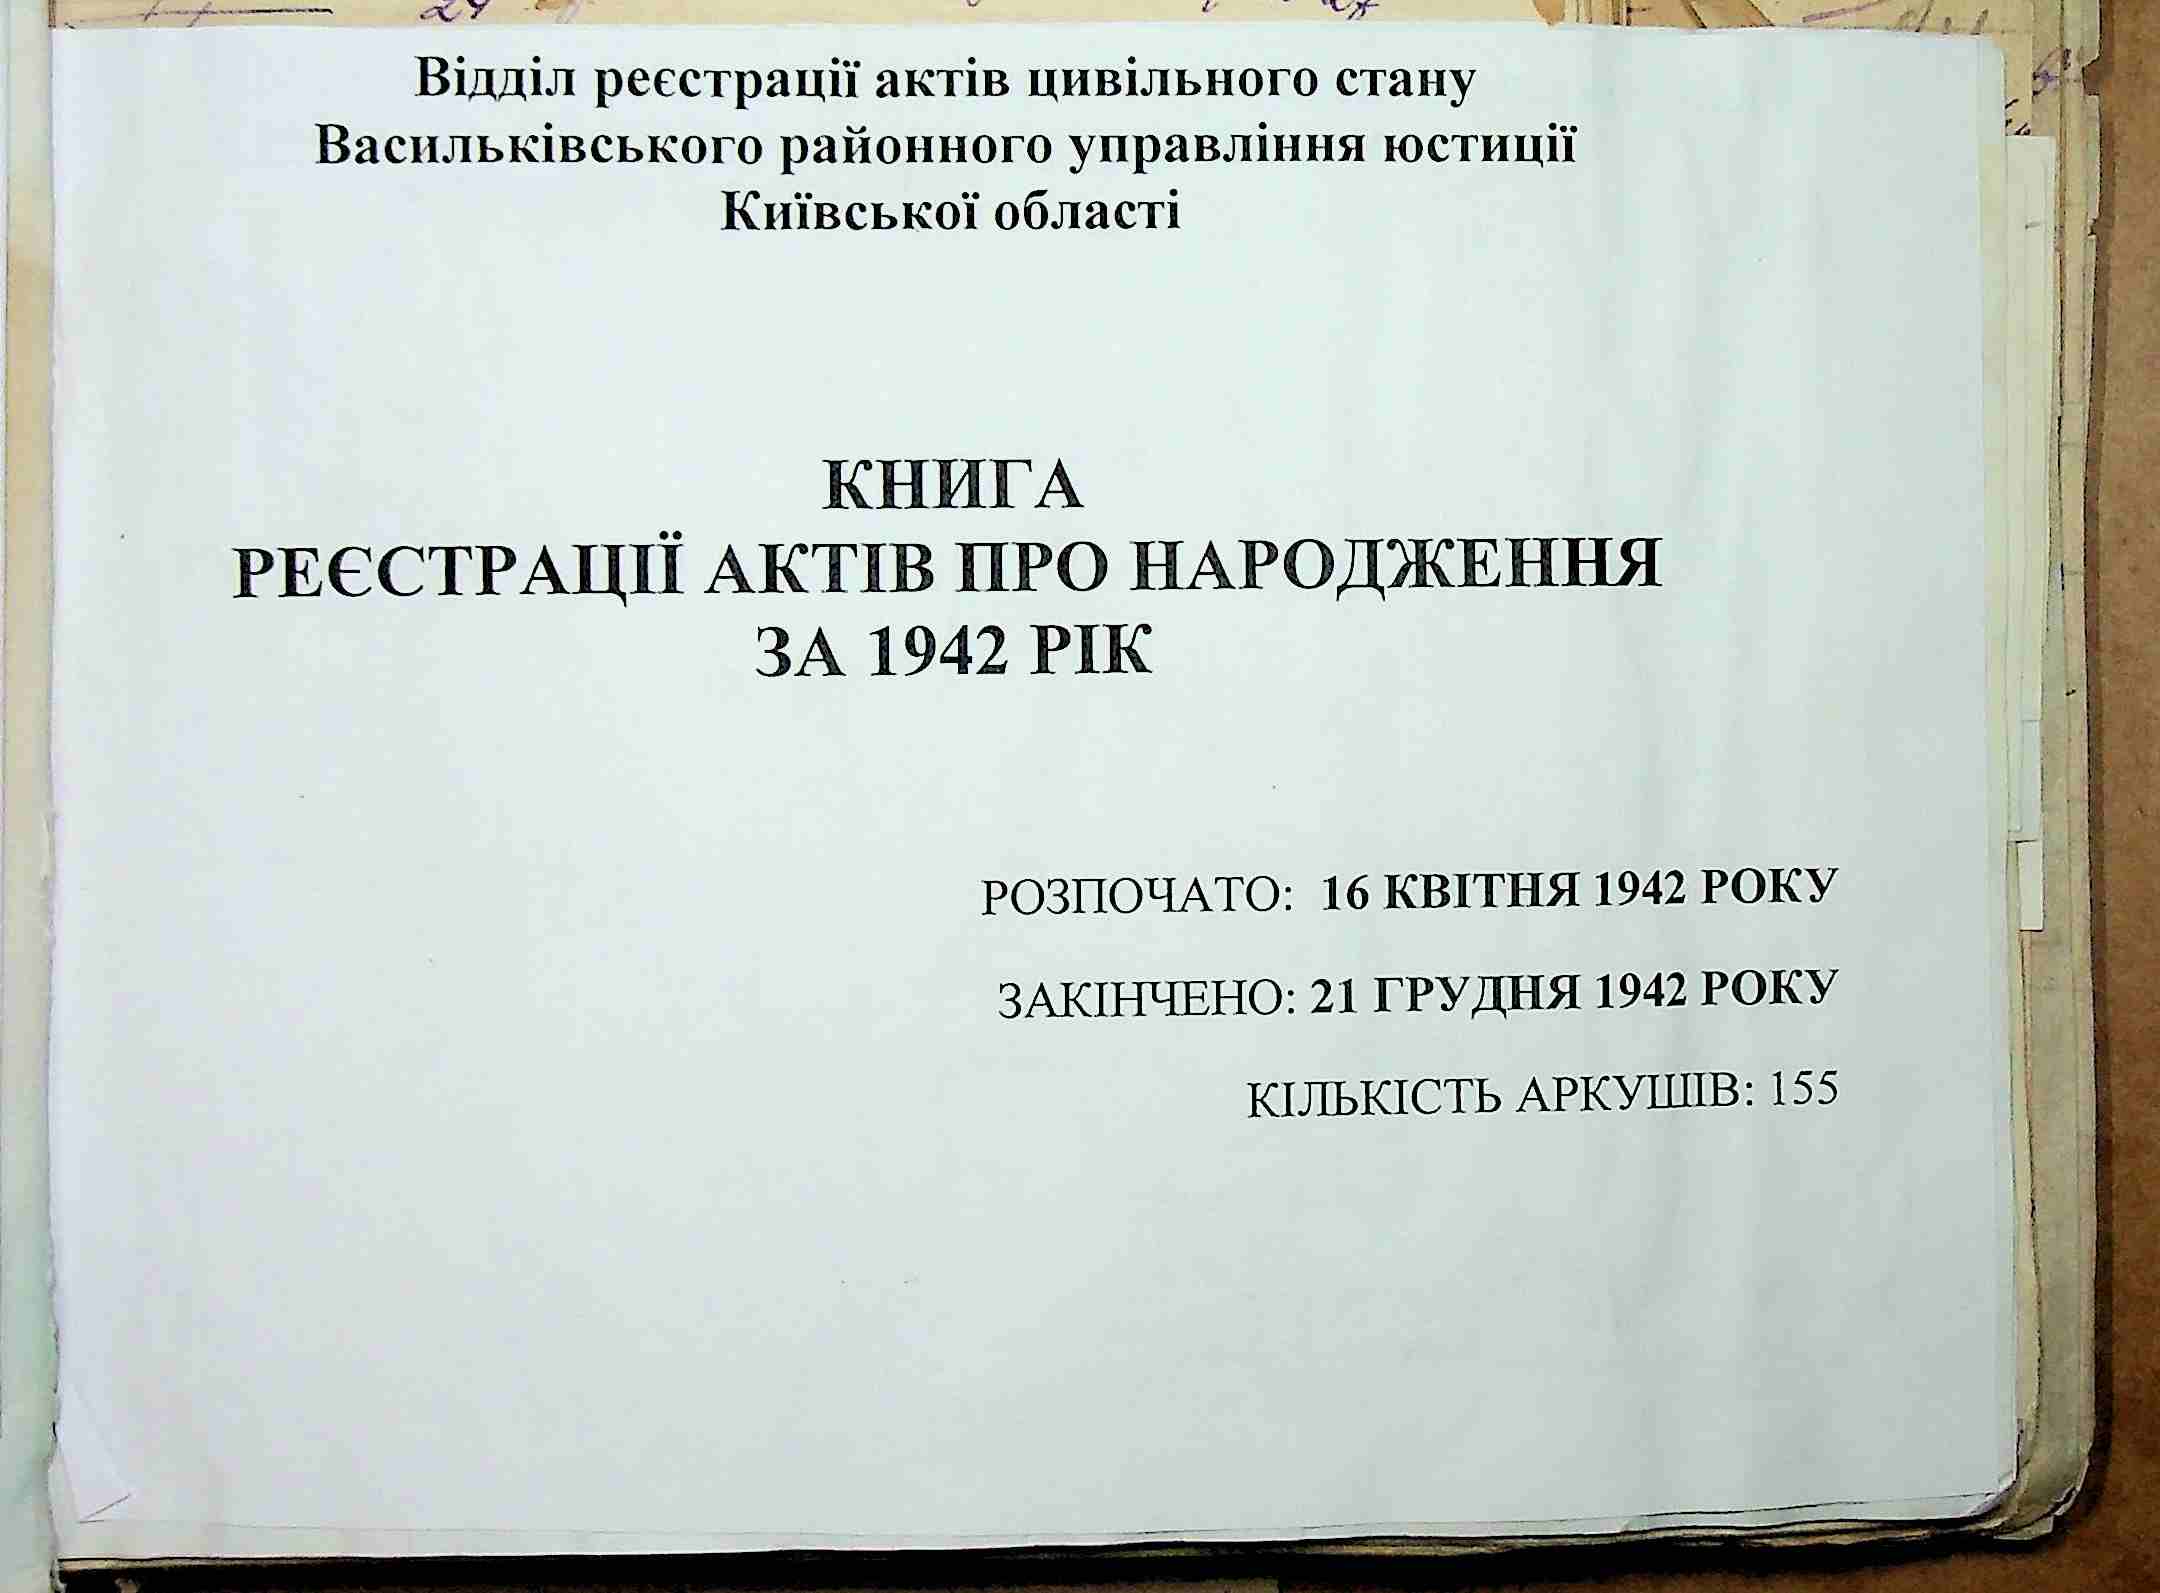 Відділ реєстрації актів цивільного стану
Васильківського районного управління юстиції
Київської області
КНИГА
РЕЄСТРАЦІЇ АКТІВ ПРО НАРОДЖЕННЯ
ЗА 1942 РІК
РОЗПОЧАТО: 16 КВІТНЯ 1942 РОКУ
ЗАКІНЧЕНО: 21 ГРУДНЯ 1942 РОКУ
КІЛЬКІСТЬ АРКУШІВ: 155